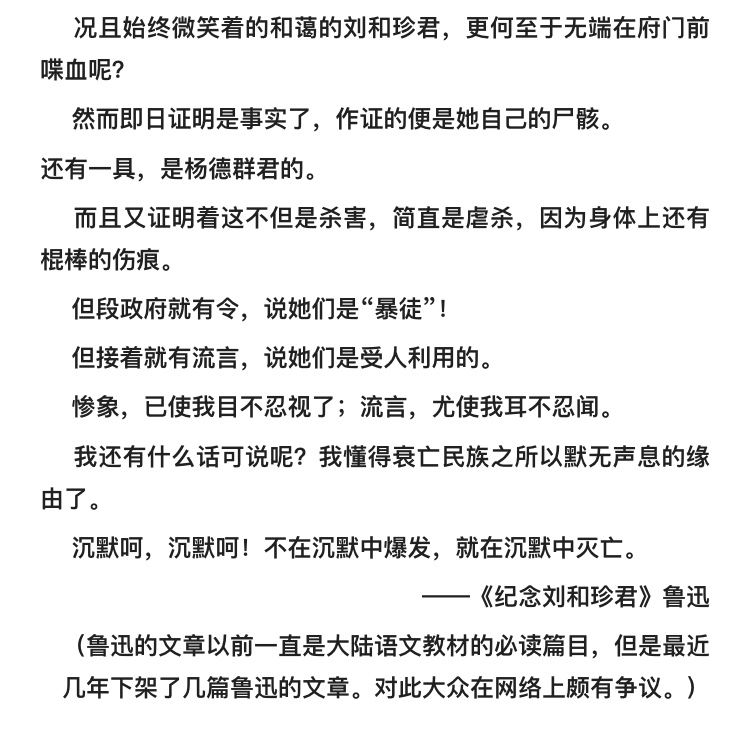 况且始终微笑着的和蔼的刘和珍君，更何至于无端在府门前
喋血呢？
然而即日证明是事实了，作证的便是她自己的尸骸。
还有一具，是杨德群君的。
而且又证明着这不但是杀害，简直是虐杀，因为身体上还有
棍棒的伤痕。
但段政府就有令，说她们是“暴徒”！
但接着就有流言，说她们是受人利用的。
惨象，已使我目不忍视了；流言，尤使我耳不忍闻。
我还有什么话可说呢？我懂得衰亡民族之所以默无声息的缘
由了。
沉默呵，沉默呵！不在沉默中爆发，就在沉默中灭亡。
——《纪念刘和珍君》鲁迅
（鲁迅的文章以前一直是大陆语文教材的必读篇目，但是最近
几年下架了几篇鲁迅的文章。对此大众在网络上颇有争议。）